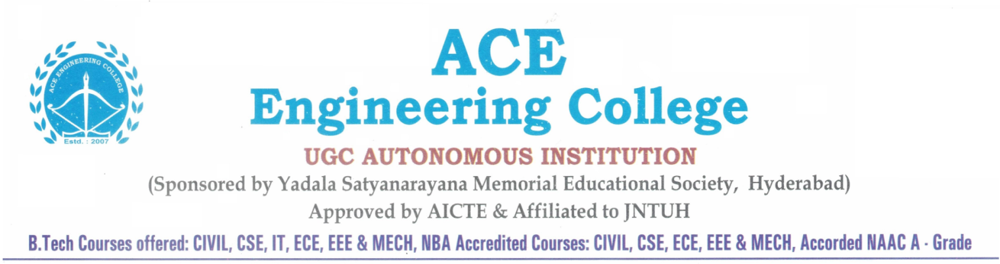 ACE
Engineering College
ACE ENGINEERING COLLEGE
Estd. : 2007
UGC AUTONOMOUS INSTITUTION
(Sponsored by Yadala Satyanarayana Memorial Educational Society, Hyderabad)
Approved by AICTE & Affiliated to JNTUH
B.Tech Courses offered: CIVIL, CSE, IT, ECE, EEE & MECH, NBA Accredited Courses: CIVIL, CSE, ECE, EEE & MECH, Accorded NAAC A - Grade